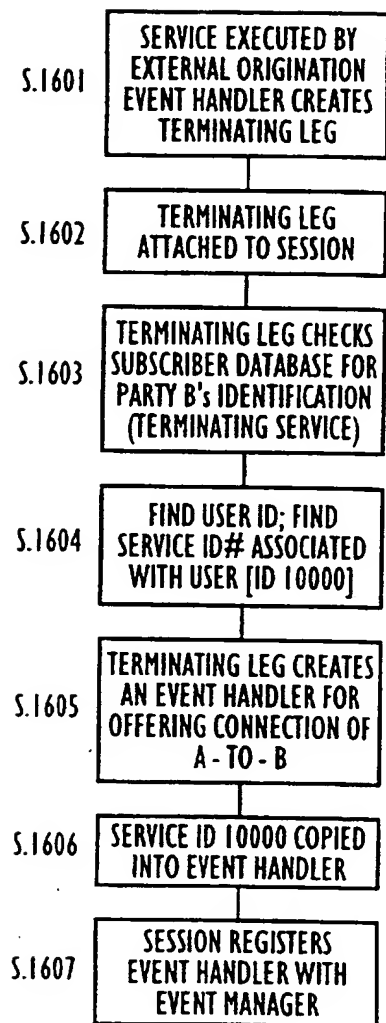 S.1601
SERVICE EXECUTED BY
EXTERNAL ORIGINATION
EVENT HANDLER CREATES
TERMINATING LEG
S.1602
TERMINATING LEG
ATTACHED TO SESSION
S.1603
TERMINATING LEG CHECKS
SUBSCRIBER DATABASE FOR
PARTY B's IDENTIFICATION
(TERMINATING SERVICE)
S.1604
FIND USER ID; FIND
SERVICE ID# ASSOCIATED
WITH USER [ID 10000]
S.1605
TERMINATING LEG CREATES
AN EVENT HANDLER FOR
OFFERING CONNECTION OF
A - TO - B
S.1606
SERVICE ID 10000 COPIED
INTO EVENT HANDLER
S.1607
SESSION REGISTERS
EVENT HANDLER WITH
EVENT MANAGER